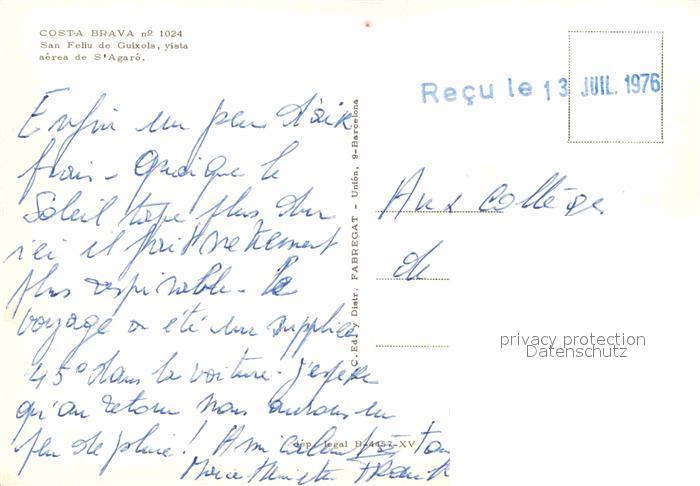 COSTA BRAVA nº 1024
San Feliu de Guixols, vista
aérea de S'Agaró.
Reçu le 13 JUIL. 1976
Enfin un peu d'air
frais - Quoique le
Soleil tape plus dur
ici il fait nettement
plus respirable - Le
voyage a été un supplice
45° dans la voiture - j'espère
qu'au retour nous aurons un
peu de pluie ! Amicalement
C. Ed. y Distr. FABREGAT - Unión, 9-Barcelona
dép. legal B-4457-XV
Aux Collègues
de
privacy protection
Datenschutz